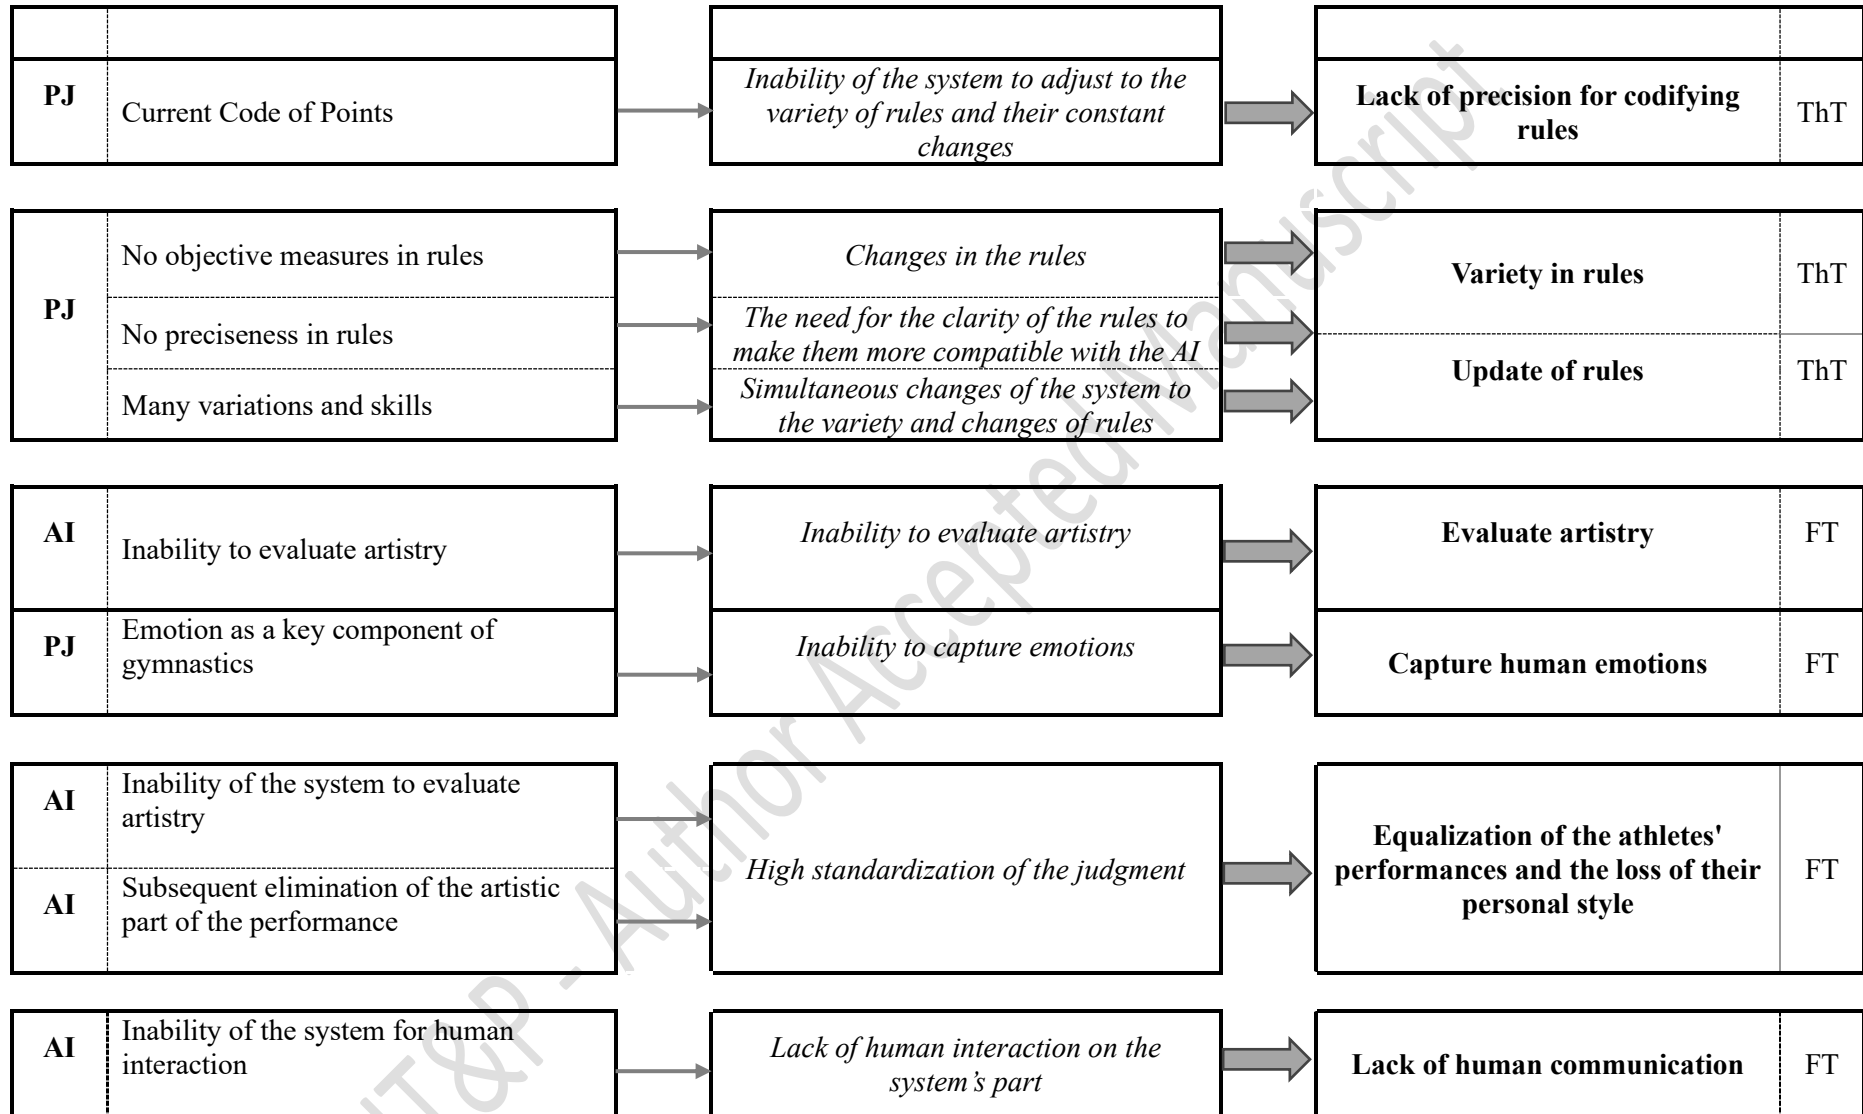 PJ
Current Code of Points
Inability of the system to adjust to the
variety of rules and their constant
changes
Lack of precision for codifying
rules
ThT
PJ
No objective measures in rules
No preciseness in rules
Many variations and skills
Changes in the rules
The need for the clarity of the rules to
make them more compatible with the AI
Simultaneous changes of the system to
the variety and changes of rules
Variety in rules
ThT
Update of rules
ThT
AI
Inability to evaluate artistry
Inability to evaluate artistry
Evaluate artistry
FT
PJ
Emotion as a key component of
gymnastics
Inability to capture emotions
Capture human emotions
FT
AI
Inability of the system to evaluate
artistry
AI
Subsequent elimination of the artistic
part of the performance
High standardization of the judgment
Equalization of the athletes'
performances and the loss of their
personal style
FT
AI
Inability of the system for human
interaction
Lack of human interaction on the
system’s part
Lack of human communication
FT
T&P - Author Accepted Manuscript